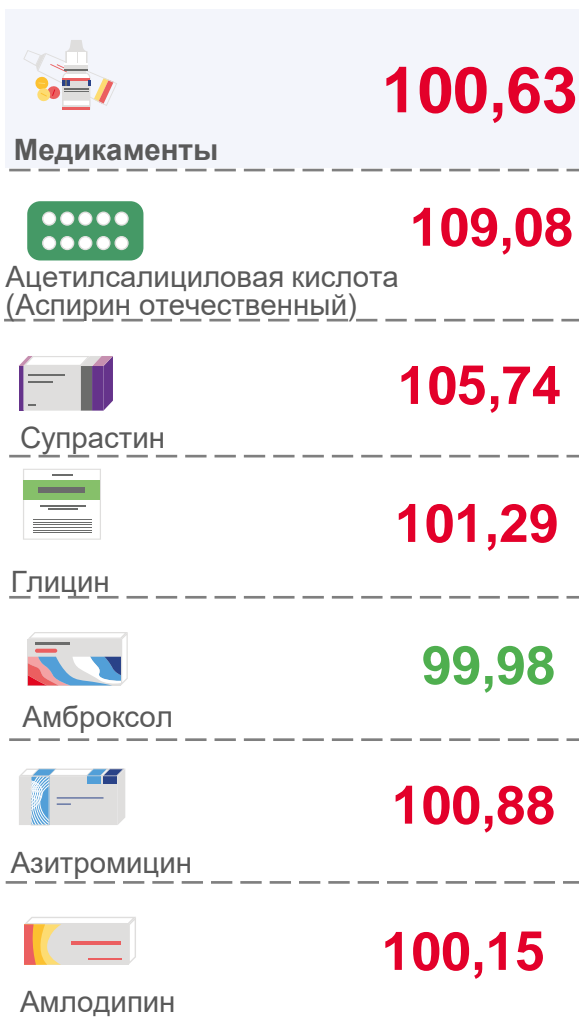 100,63
Медикаменты
109,08
Ацетилсалициловая кислота
(Аспирин отечественный)
105,74
Супрастин
101,29
Глицин
99,98
Амброксол
100,88
Азитромицин
100,15
Амлодипин